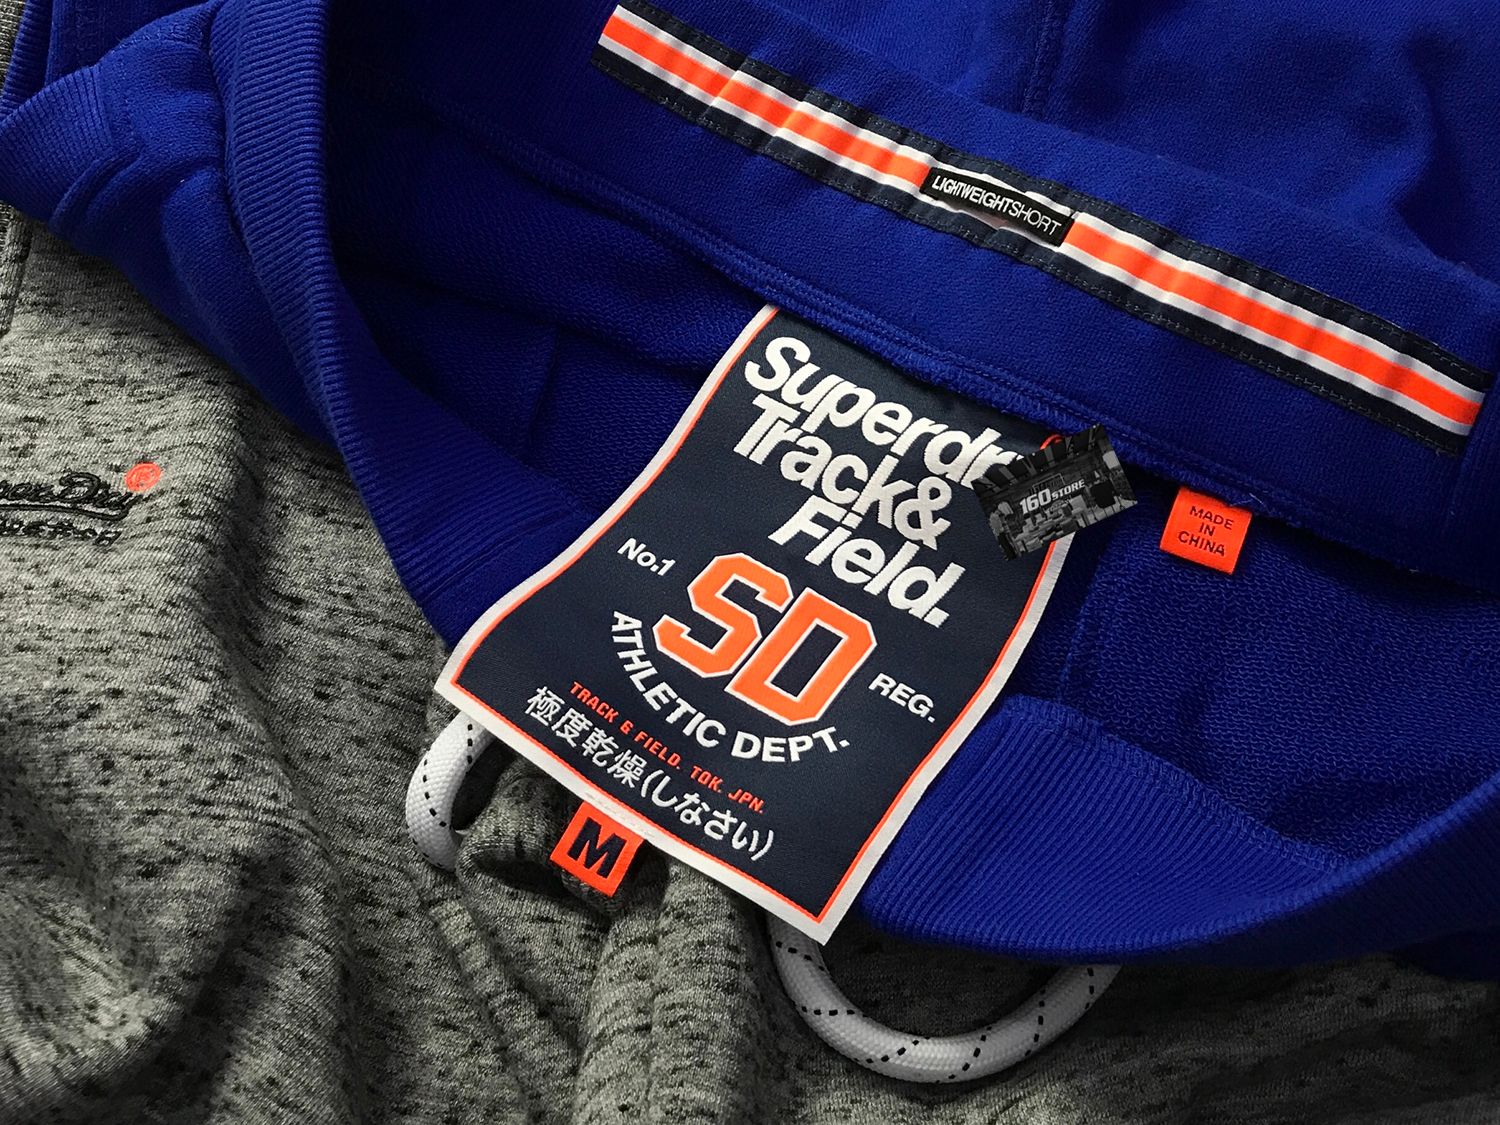 LIGHTWEIGHTSHORT
Superdry
Track&
Field.
160STORE
MADE
IN
CHINA
No.1
SD
REG.
ATHLETIC DEPT.
TRACK & FIELD. TOK. JPN.
極度乾燥(しなさい)
M